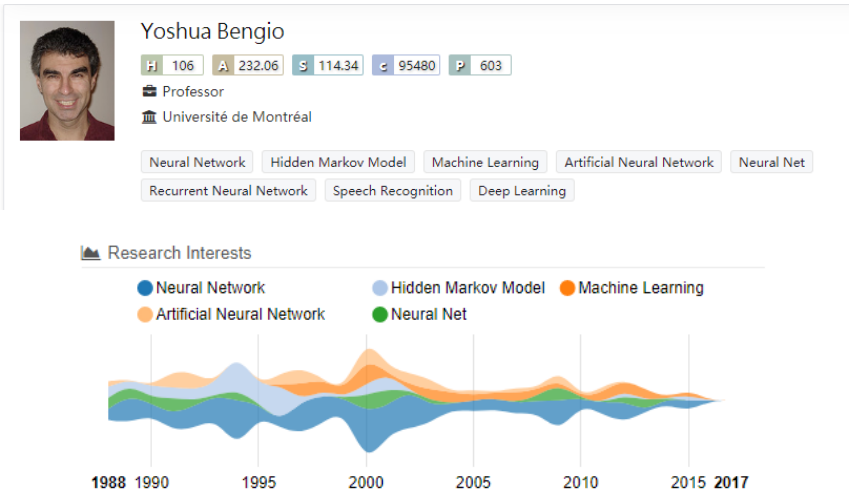 Yoshua Bengio
H 106 A 232.06 S 114.34 c 95480 P 603
Professor
Université de Montréal
Neural Network Hidden Markov Model Machine Learning Artificial Neural Network Neural Net
Recurrent Neural Network Speech Recognition Deep Learning
Research Interests
Neural Network Hidden Markov Model Machine Learning
Artificial Neural Network Neural Net
1988 1990 1995 2000 2005 2010 2015 2017